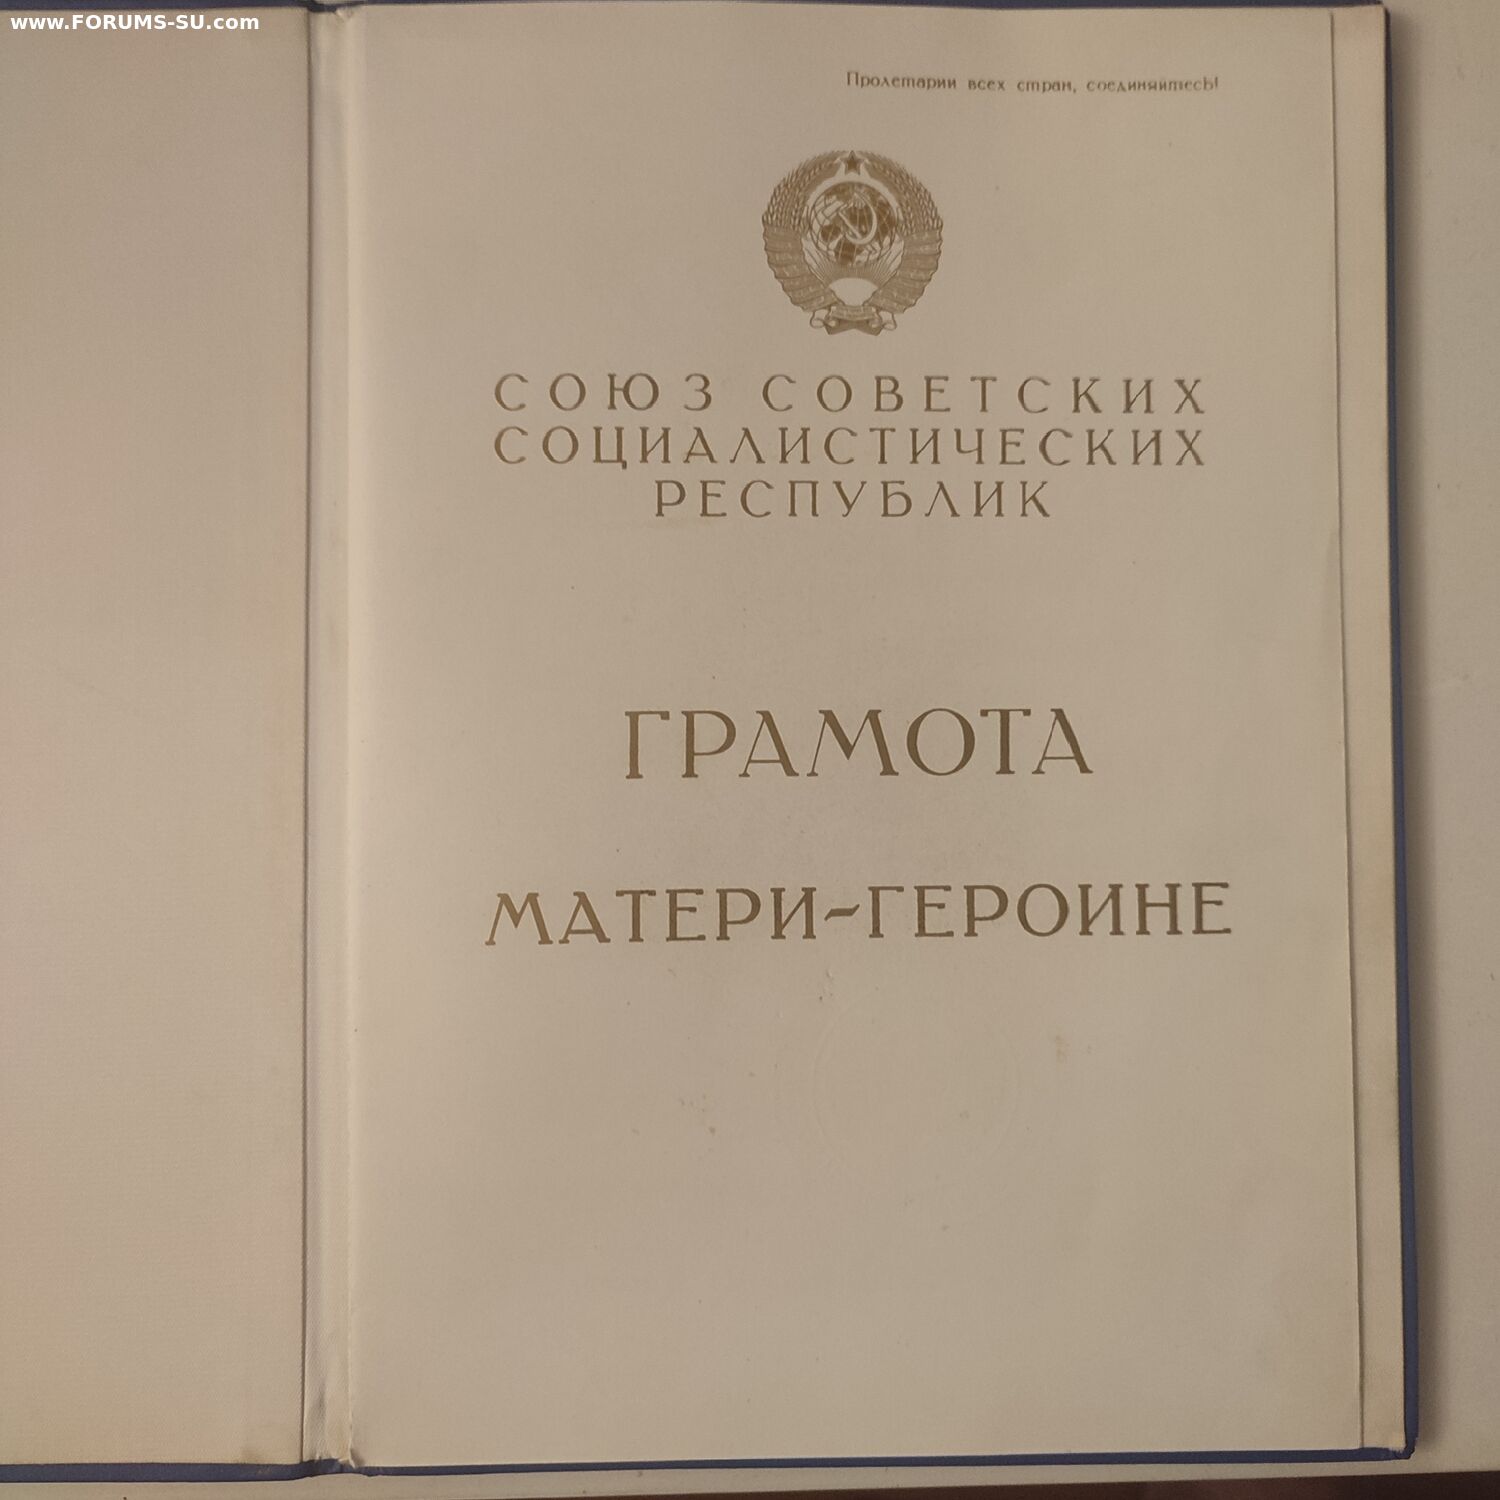 www.FORUMS-SU.com
Пролетарии всех стран, соединяйтесь!
СОЮЗ СОВЕТСКИХ
СОЦИАЛИСТИЧЕСКИХ
РЕСПУБЛИК
ГРАМОТА
МАТЕРИ-ГЕРОИНЕ